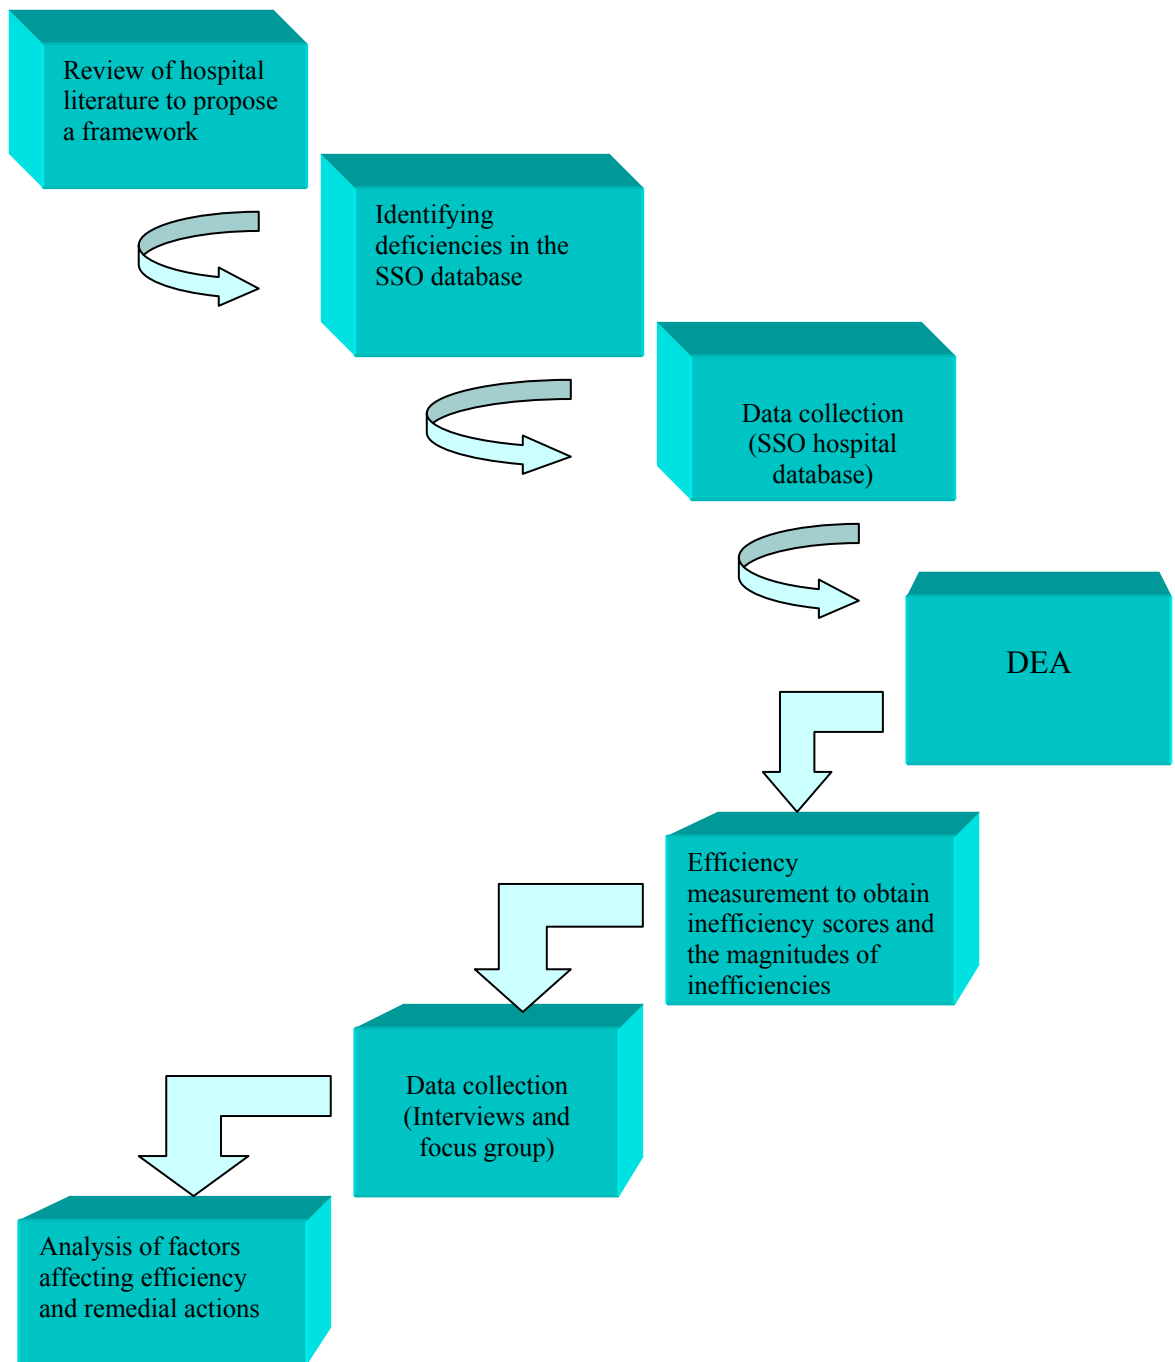 Review of hospital
literature to propose
a framework
Identifying
deficiencies in the
SSO database
Data collection
(SSO hospital
database)
DEA
Efficiency
measurement to obtain
inefficiency scores and
the magnitudes of
inefficiencies
Data collection
(Interviews and
focus group)
Analysis of factors
affecting efficiency
and remedial actions